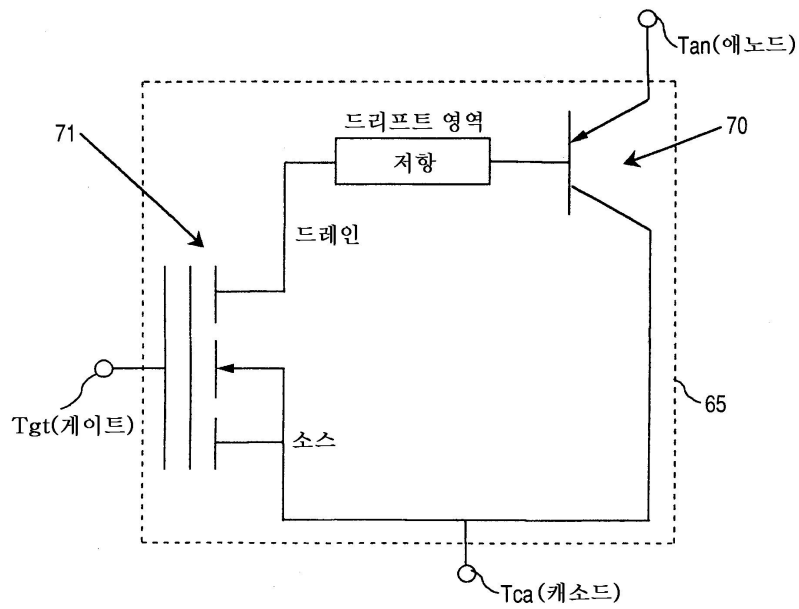 Tan(애노드)
드리프트 영역
71
70
저항
드레인
65
Tgt(게이트)
소스
Tca(캐소드)